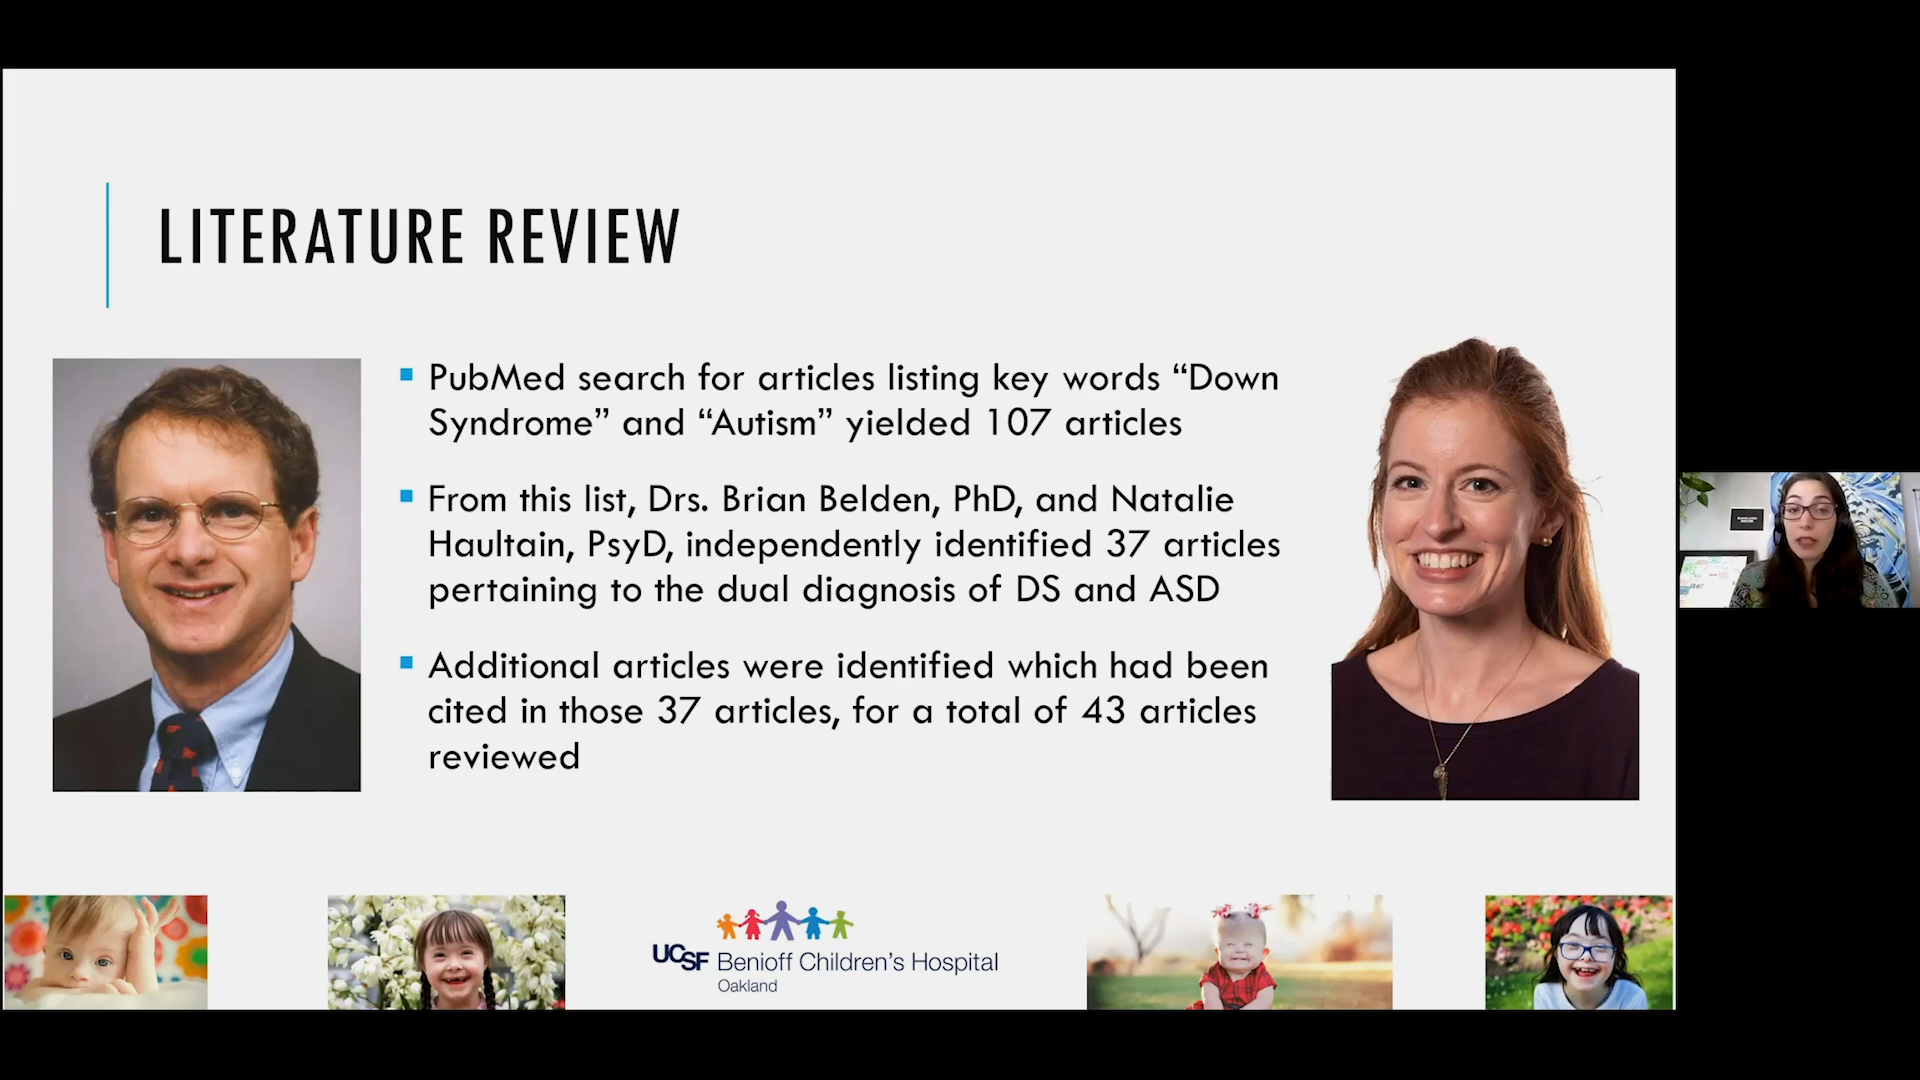 LITERATURE REVIEW
PubMed search for articles listing key words “Down
Syndrome” and “Autism” yielded 107 articles
From this list, Drs. Brian Belden, PhD, and Natalie
Haultain, PsyD, independently identified 37 articles
pertaining to the dual diagnosis of DS and ASD
Additional articles were identified which had been
cited in those 37 articles, for a total of 43 articles
reviewed
UCSF Benioff Children’s Hospital
Oakland